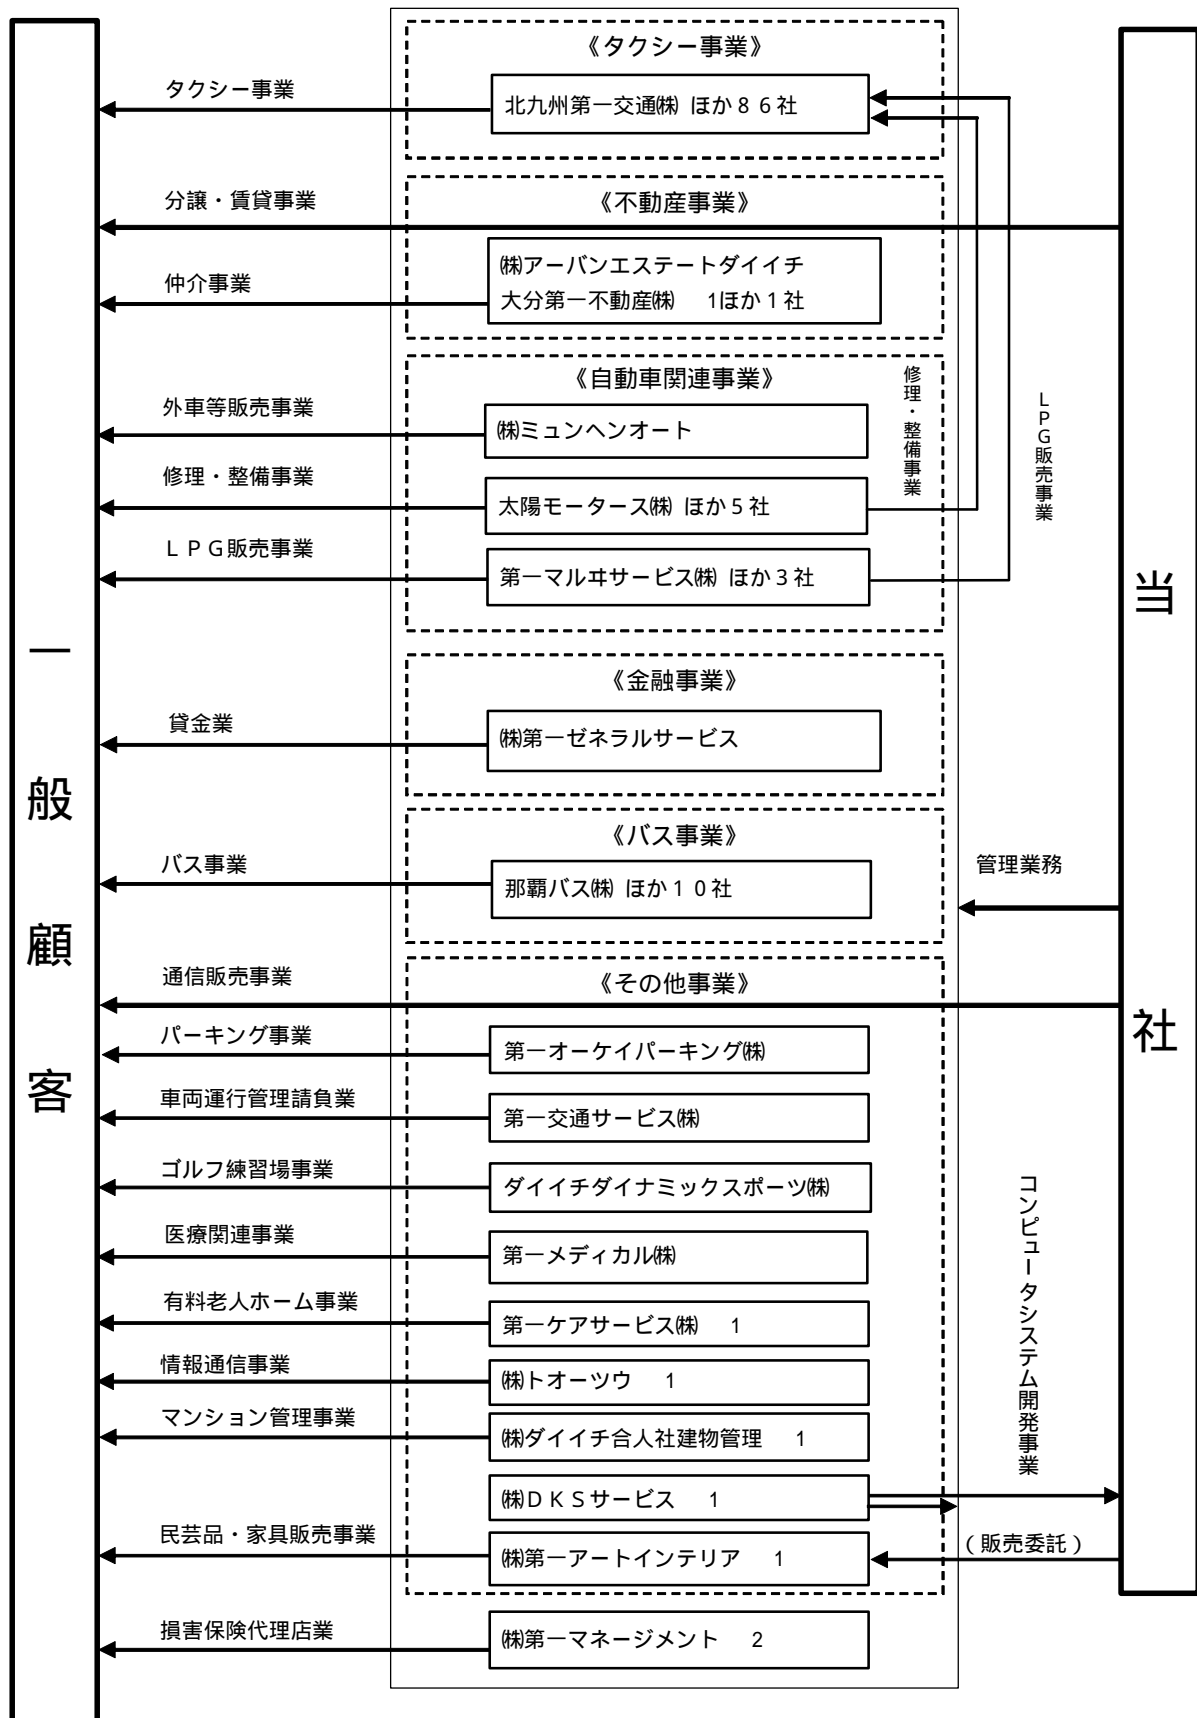 《タクシー事業》
タクシー事業
北九州第一交通㈱ ほか８６社
分譲・賃貸事業
《不動産事業》
仲介事業
㈱アーバンエステートダイイチ
大分第一不動産㈱ 1ほか１社
《自動車関連事業》
修理・整備事業
LPG販売事業
外車等販売事業
㈱ミュンヘンオート
修理・整備事業
太陽モータース㈱ ほか５社
ＬＰＧ販売事業
第一マルヰサービス㈱ ほか３社
《金融事業》
貸金業
㈱第一ゼネラルサービス
《バス事業》
バス事業
那覇バス㈱ ほか１０社
管理業務
通信販売事業
《その他事業》
パーキング事業
第一オーケイパーキング㈱
車両運行管理請負業
第一交通サービス㈱
ゴルフ練習場事業
ダイイチダイナミックスポーツ㈱
医療関連事業
第一メディカル㈱
有料老人ホーム事業
第一ケアサービス㈱ 1
情報通信事業
㈱トオーツウ 1
マンション管理事業
㈱ダイイチ合人社建物管理 1
㈱ＤＫＳサービス 1
コンピュータシステム開発事業
民芸品・家具販売事業
㈱第一アートインテリア 1
（販売委託）
損害保険代理店業
㈱第一マネージメント 2
一般顧客
当社